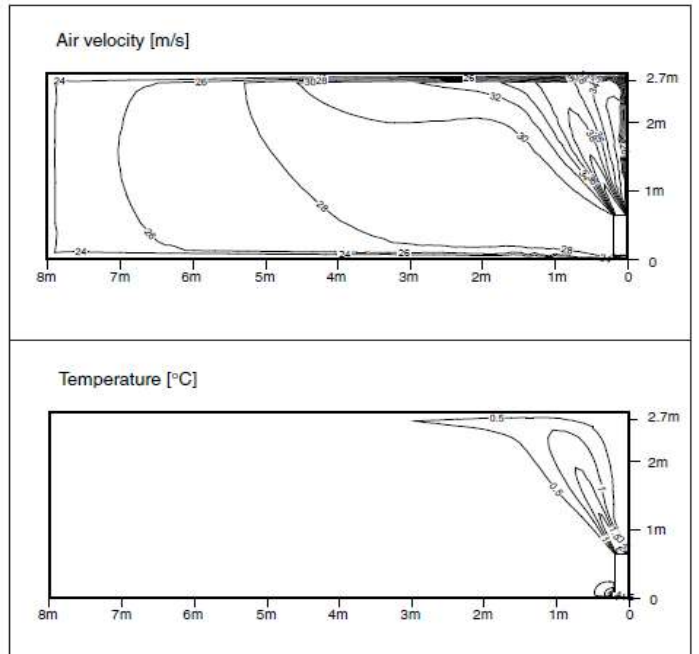 Air velocity [m/s]
24 26 30 28 26 34 2.7m
32
2m
38
30
1m
28
26
24 24 26 28
0
8m 7m 6m 5m 4m 3m 2m 1m 0
Temperature [°C]
0.5 2.7m
2m
0.5 1
1m
0
8m 7m 6m 5m 4m 3m 2m 1m 0